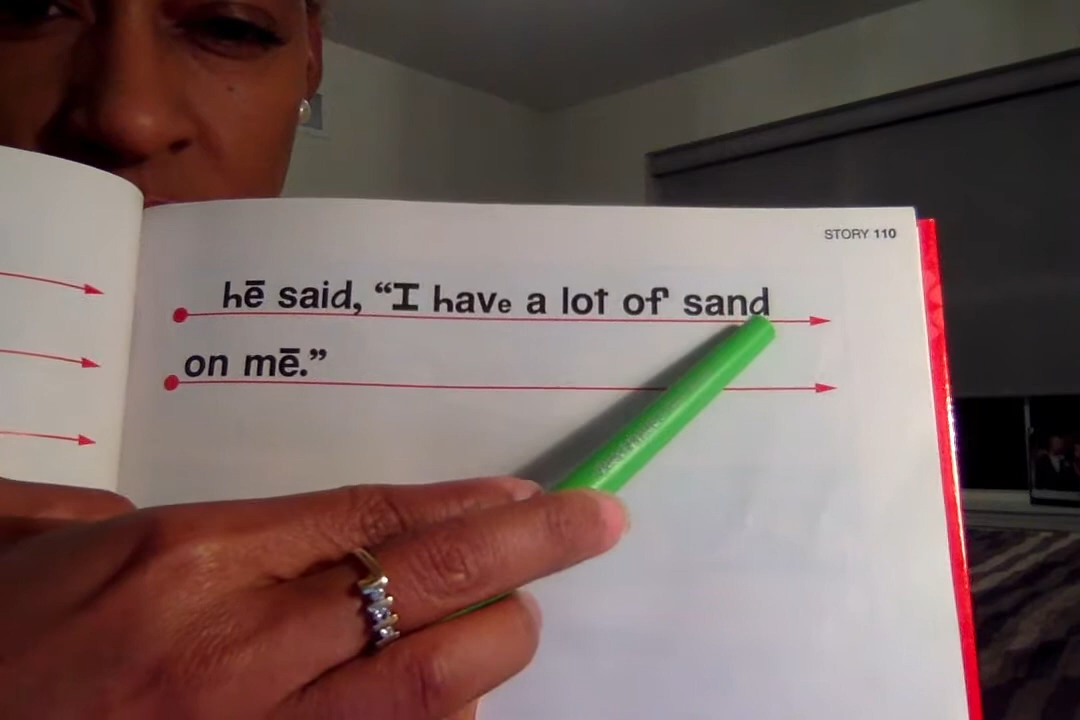 STORY 110
hē said, “I have a lot of sand
on mē.”